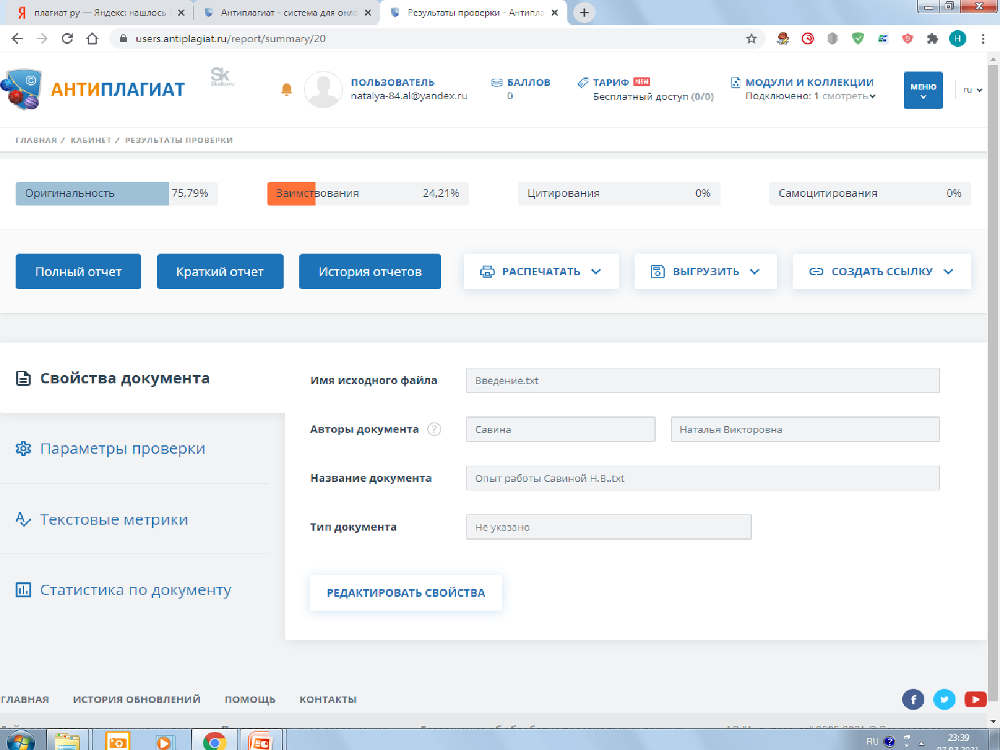 плагиат ру — Яндекс: нашлось
Антиплагиат - система для онла
Результаты проверки - Антипла
users.antiplagiat.ru/report/summary/20
Н
© АНТИПЛАГИАТ
Sk
Skolkovo
ПОЛЬЗОВАТЕЛЬ
natalya-84.al@yandex.ru
БАЛЛОВ
0
ТАРИФ NEW
Бесплатный доступ (0/0)
МОДУЛИ И КОЛЛЕКЦИИ
Подключено: 1 смотреть
МЕНЮ
ru
ГЛАВНАЯ / КАБИНЕТ / РЕЗУЛЬТАТЫ ПРОВЕРКИ
Оригинальность 75,79%
Заимствования 24,21%
Цитирования 0%
Самоцитирования 0%
Полный отчет
Краткий отчет
История отчетов
РАСПЕЧАТАТЬ
ВЫГРУЗИТЬ
СОЗДАТЬ ССЫЛКУ
Свойства документа
Параметры проверки
Текстовые метрики
Статистика по документу
Имя исходного файла Введение.txt
Авторы документа ? Савина Наталья Викторовна
Название документа Опыт работы Савиной Н.В..txt
Тип документа Не указано
РЕДАКТИРОВАТЬ СВОЙСТВА
ГЛАВНАЯ ИСТОРИЯ ОБНОВЛЕНИЙ ПОМОЩЬ КОНТАКТЫ
RU
23:39
07.02.2021